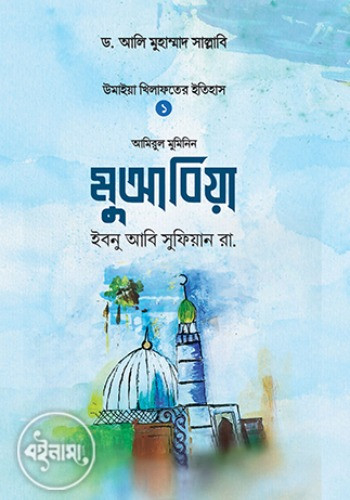 ড. আলি মুহাম্মাদ সাল্লাবি
উমাইয়া খিলাফতের ইতিহাস
১
আমিরুল মুমিনিন
মুআবিয়া
ইবনু আবি সুফিয়ান রা.
বইনামা